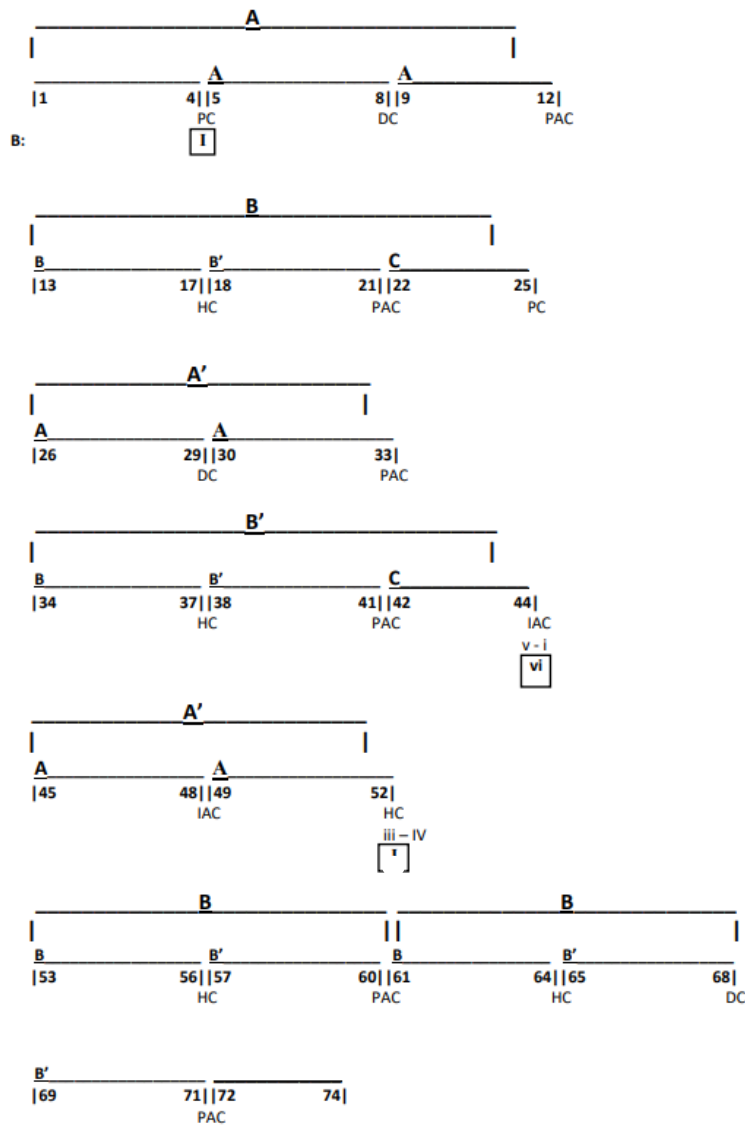 A
A A
|1 4||5 8||9 12|
PC DC PAC
B: I
B
B B’ C
|13 17||18 21||22 25|
HC PAC PC
A’
A A
|26 29||30 33|
DC PAC
B’
B B’ C
|34 37||38 41||42 44|
HC PAC IAC
v - i
vi
A’
A A
|45 48||49 52|
IAC HC
iii – IV
B B
B B’ B B’
|53 56||57 60||61 64||65 68|
HC PAC HC DC
B’
|69 71||72 74|
PAC